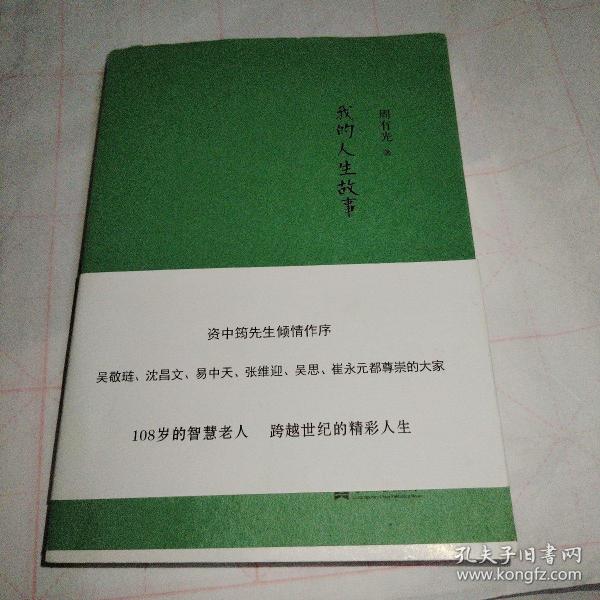 周有光 著
我的人生故事
资中筠先生倾情作序
吴敬琏、沈昌文、易中天、张维迎、吴思、崔永元都尊崇的大家
108岁的智慧老人 跨越世纪的精彩人生
孔夫子旧书网
www.kongfz.com